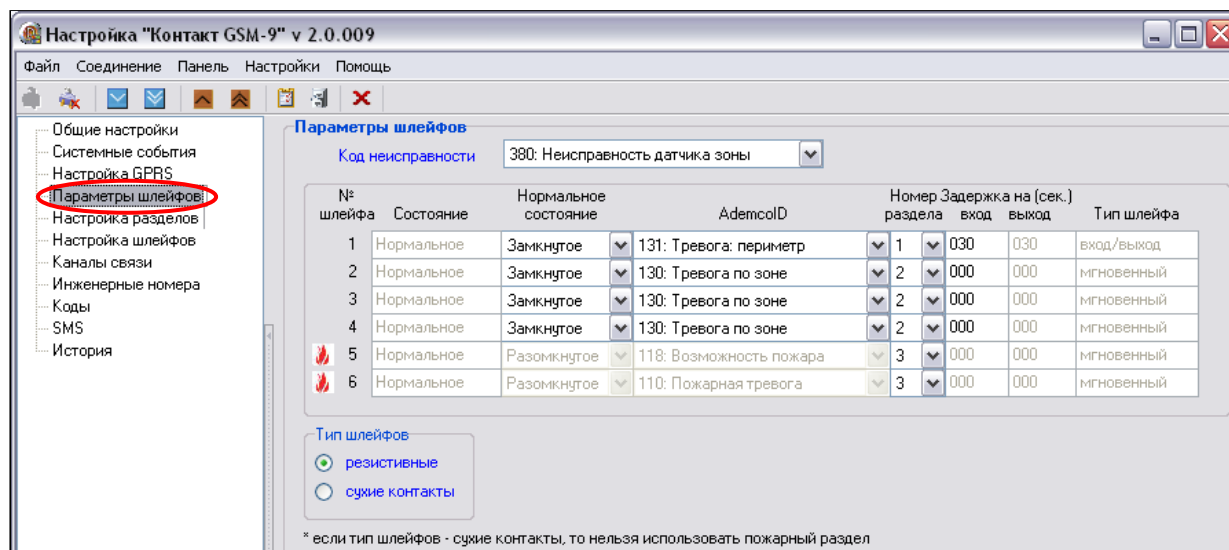 Настройка "Контакт GSM-9" v 2.0.009
Файл Соединение Панель Настройки Помощь
Общие настройки
Системные события
Настройка GPRS
Параметры шлейфов
Настройка разделов
Настройка шлейфов
Каналы связи
Инженерные номера
Коды
SMS
История
Параметры шлейфов
Код неисправности 380: Неисправность датчика зоны
№ Нормальное Номер Задержка на (сек.)
шлейфа Состояние состояние AdemcoID раздела вход выход Тип шлейфа
1 Нормальное Замкнутое 131: Тревога: периметр 1 030 030 вход/выход
2 Нормальное Замкнутое 130: Тревога по зоне 2 000 000 мгновенный
3 Нормальное Замкнутое 130: Тревога по зоне 2 000 000 мгновенный
4 Нормальное Замкнутое 130: Тревога по зоне 2 000 000 мгновенный
5 Нормальное Разомкнутое 118: Возможность пожара 3 000 000 мгновенный
6 Нормальное Разомкнутое 110: Пожарная тревога 3 000 000 мгновенный
Тип шлейфов
резистивные
сухие контакты
* если тип шлейфов - сухие контакты, то нельзя использовать пожарный раздел